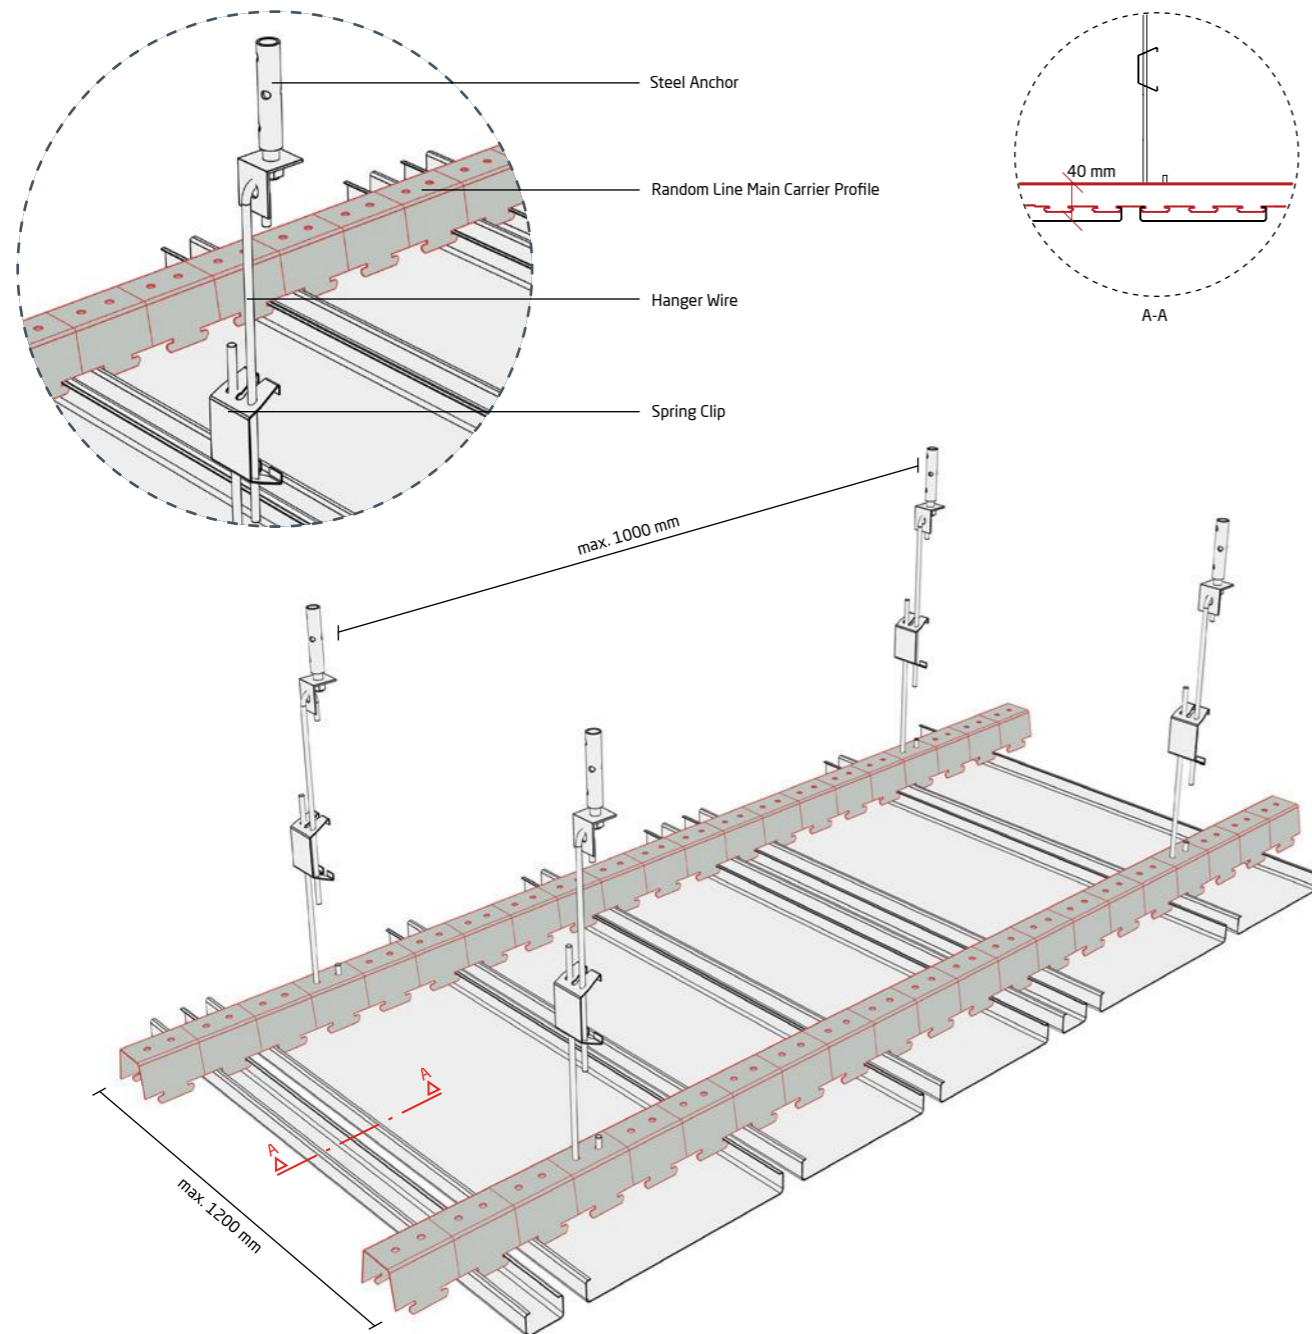 Steel Anchor
Random Line Main Carrier Profile
Hanger Wire
Spring Clip
40 mm
A-A
max. 1000 mm
A
A
max. 1200 mm